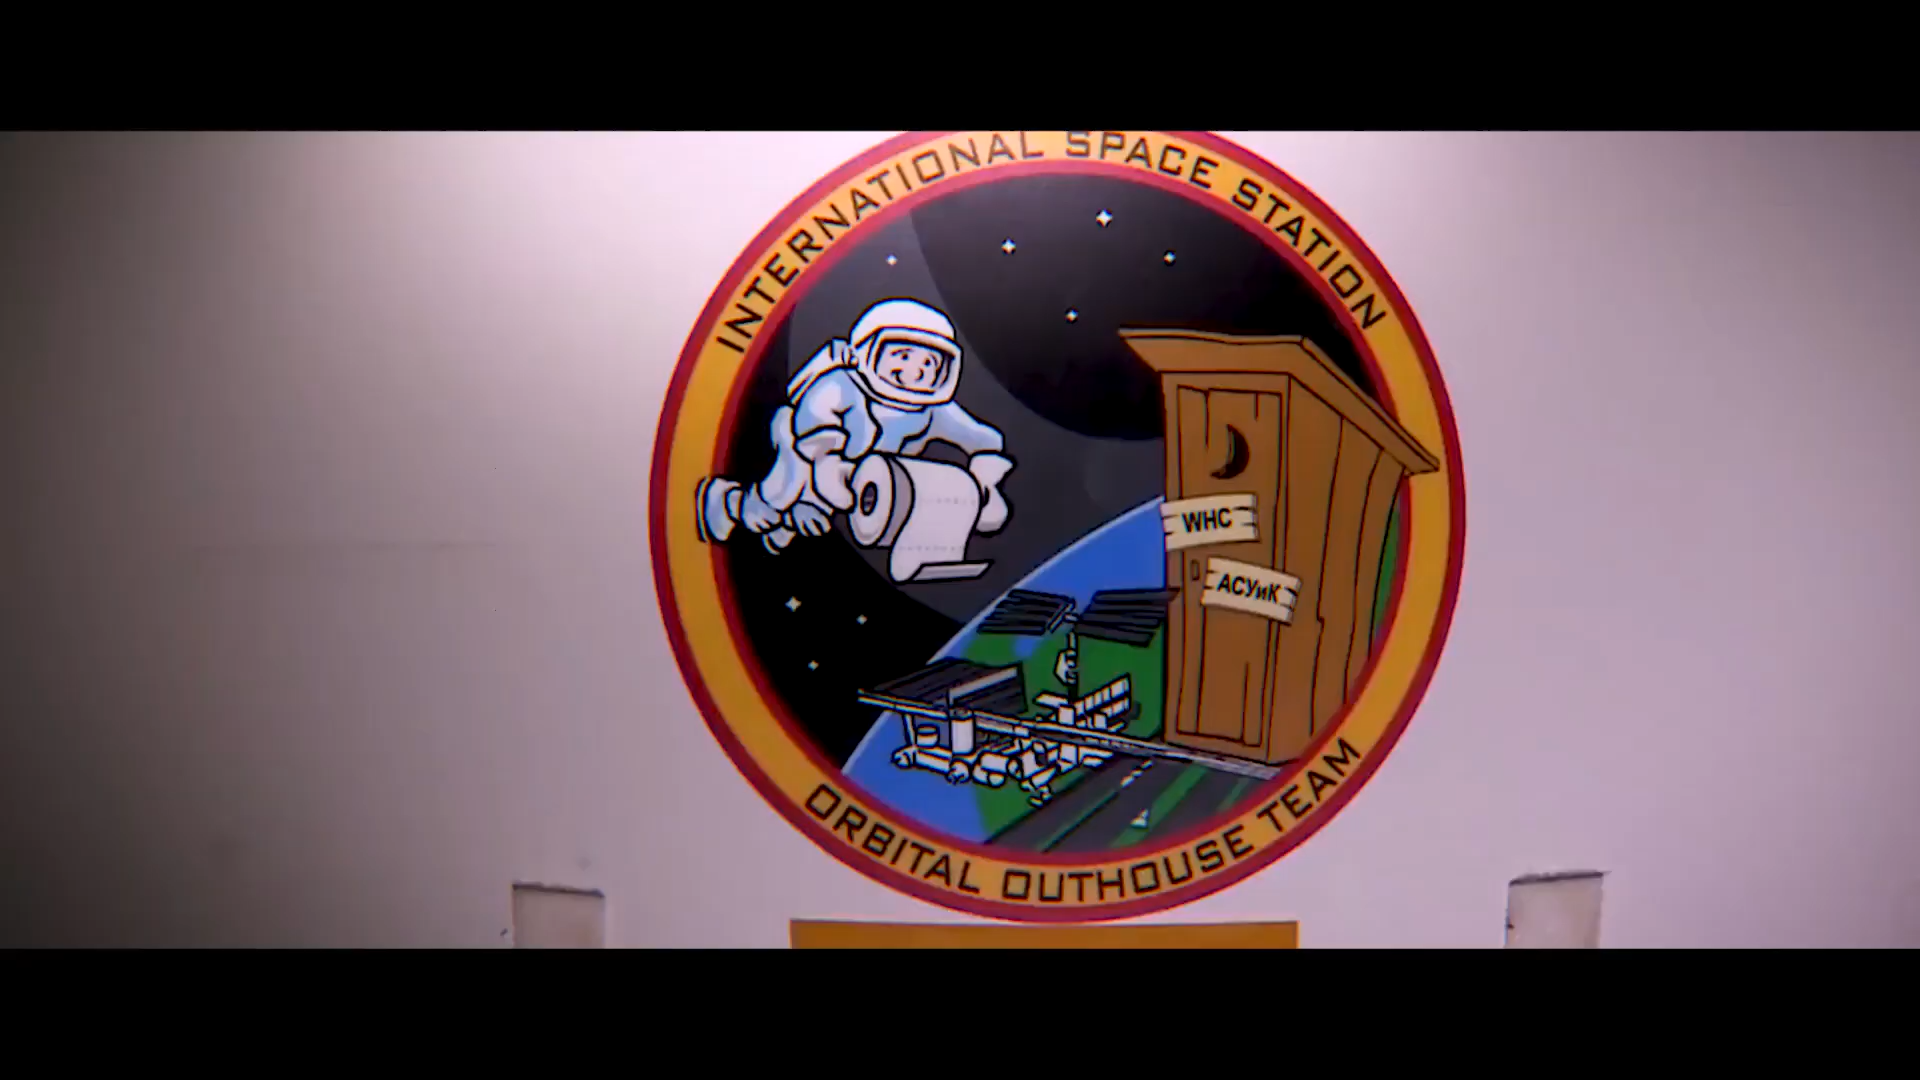 INTERNATIONAL SPACE STATION
WHC
АСУиК
ORBITAL OUTHOUSE TEAM